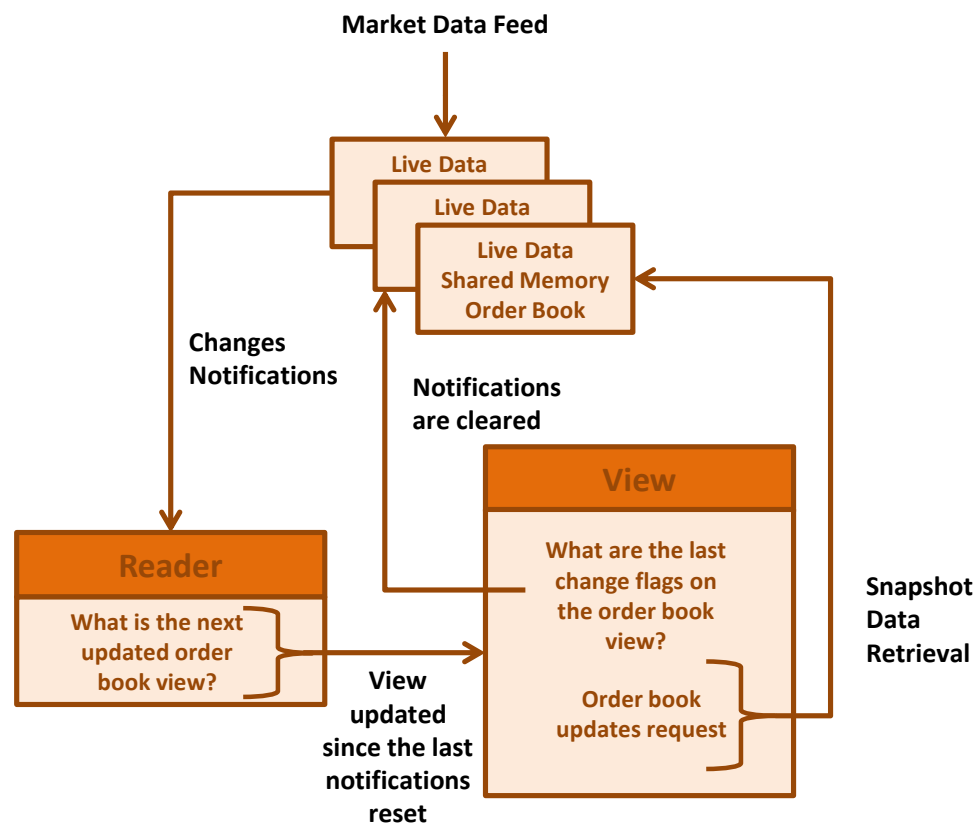 Market Data Feed
Live Data
Live Data
Live Data
Shared Memory
Order Book
Changes
Notifications
Notifications
are cleared
View
What are the last
change flags on
the order book
view?
Order book
updates request
Snapshot
Data
Retrieval
Reader
What is the next
updated order
book view?
View
updated
since the last
notifications
reset